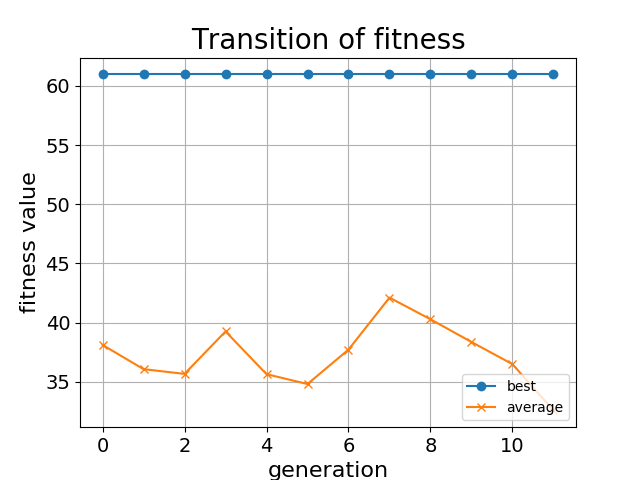 Transition of fitness
60
55
50
45
40
35
fitness value
0 2 4 6 8 10
generation
best
average